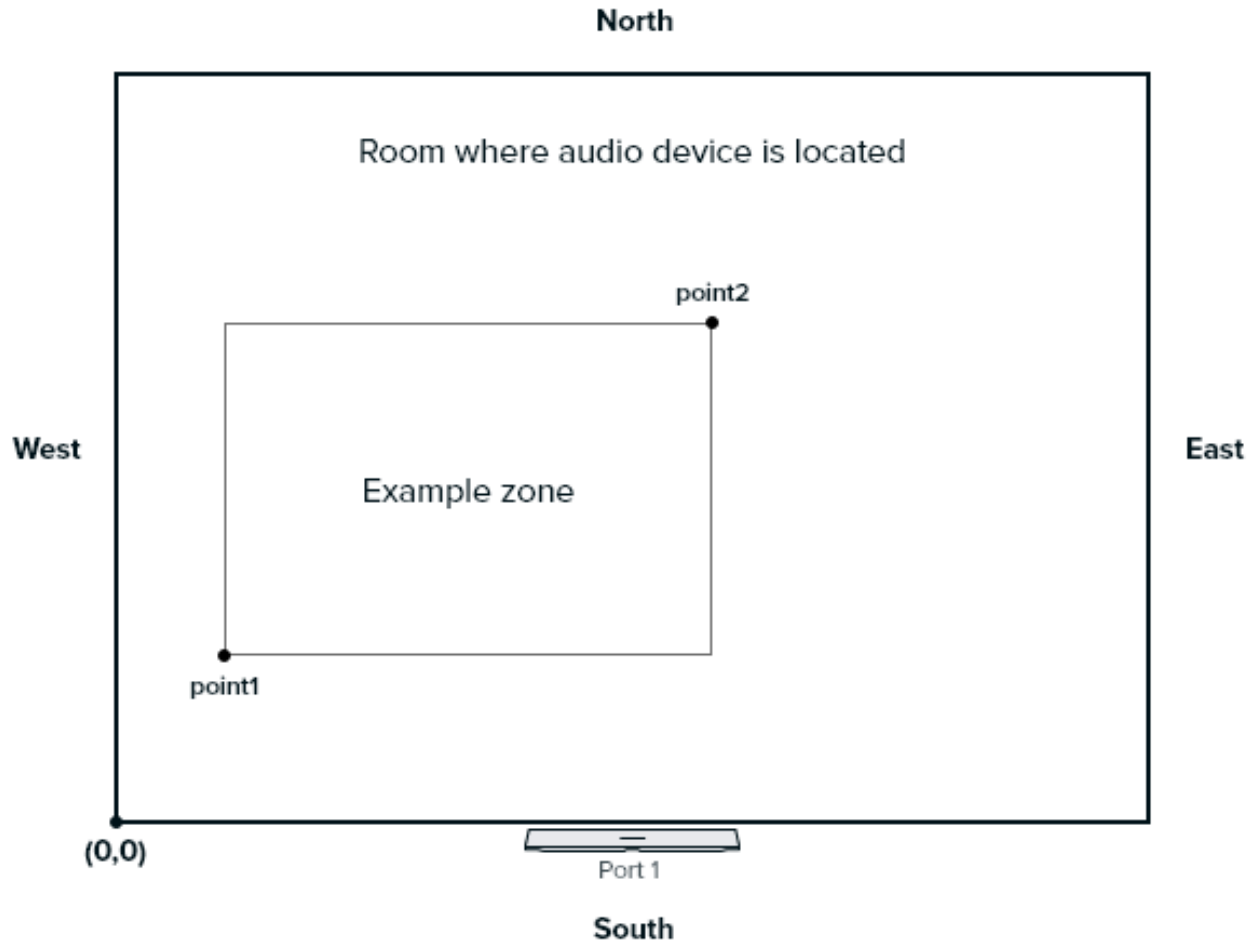 North
Room where audio device is located
point2
West
East
Example zone
point1
(0,0)
Port 1
South